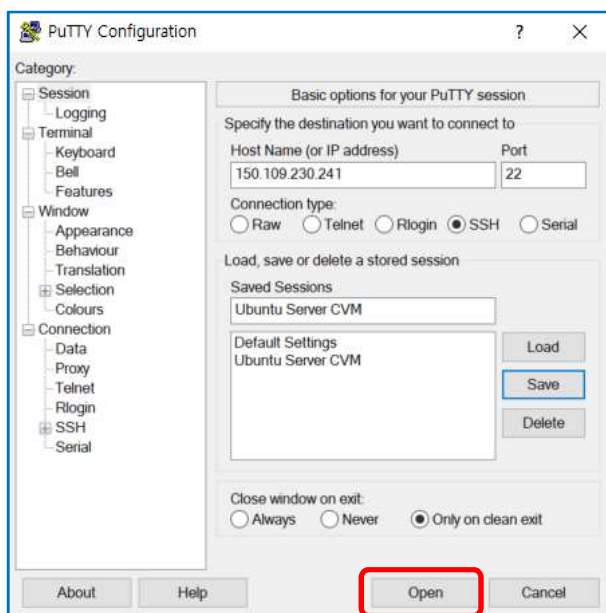 PuTTY Configuration
?
Category:
Session
Logging
Terminal
Keyboard
Bell
Features
Window
Appearance
Behaviour
Translation
Selection
Colours
Connection
Data
Proxy
Telnet
Rlogin
SSH
Serial
Basic options for your PuTTY session
Specify the destination you want to connect to
Host Name (or IP address) Port
150.109.230.241 22
Connection type:
Raw Telnet Rlogin SSH Serial
Load, save or delete a stored session
Saved Sessions
Ubuntu Server CVM
Default Settings
Ubuntu Server CVM
Load
Save
Delete
Close window on exit:
Always Never Only on clean exit
About Help Open Cancel